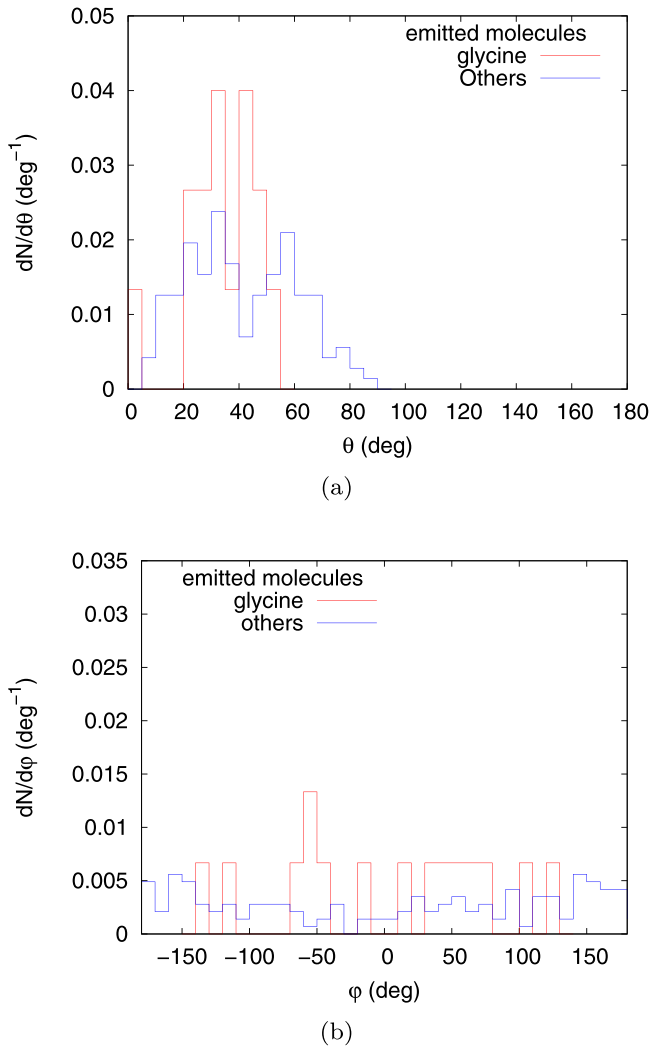 0.05
0.04
0.03
0.02
0.01
0
dN/dθ (deg⁻¹)
emitted molecules
glycine
Others
0 20 40 60 80 100 120 140 160 180
θ (deg)
(a)
0.035
0.03
0.025
0.02
0.015
0.01
0.005
0
dN/dφ (deg⁻¹)
emitted molecules
glycine
others
−150 −100 −50 0 50 100 150
φ (deg)
(b)